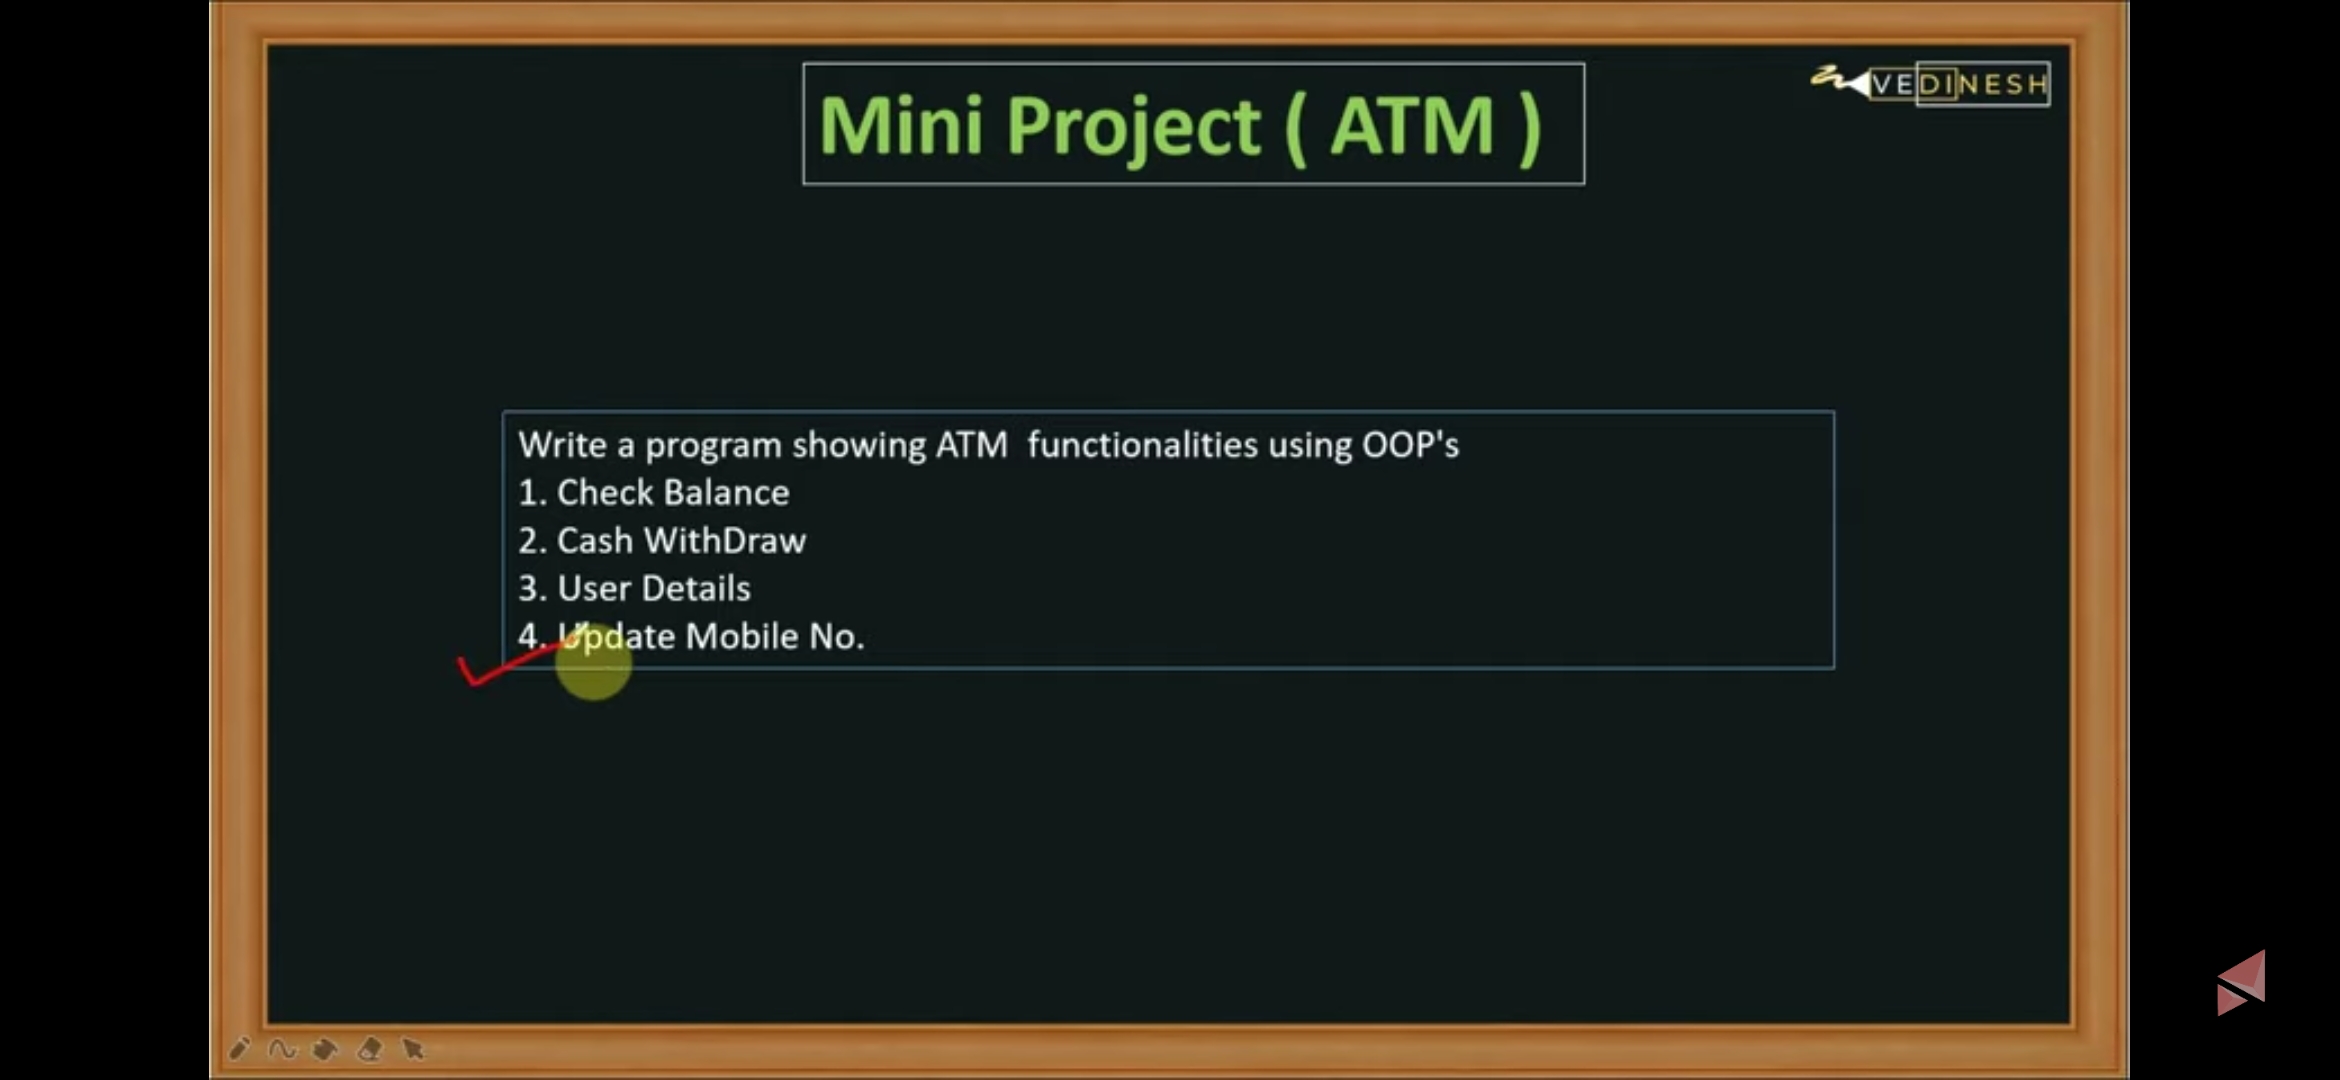 VEDINESH
Mini Project ( ATM )
Write a program showing ATM functionalities using OOP's
1. Check Balance
2. Cash WithDraw
3. User Details
4. Update Mobile No.